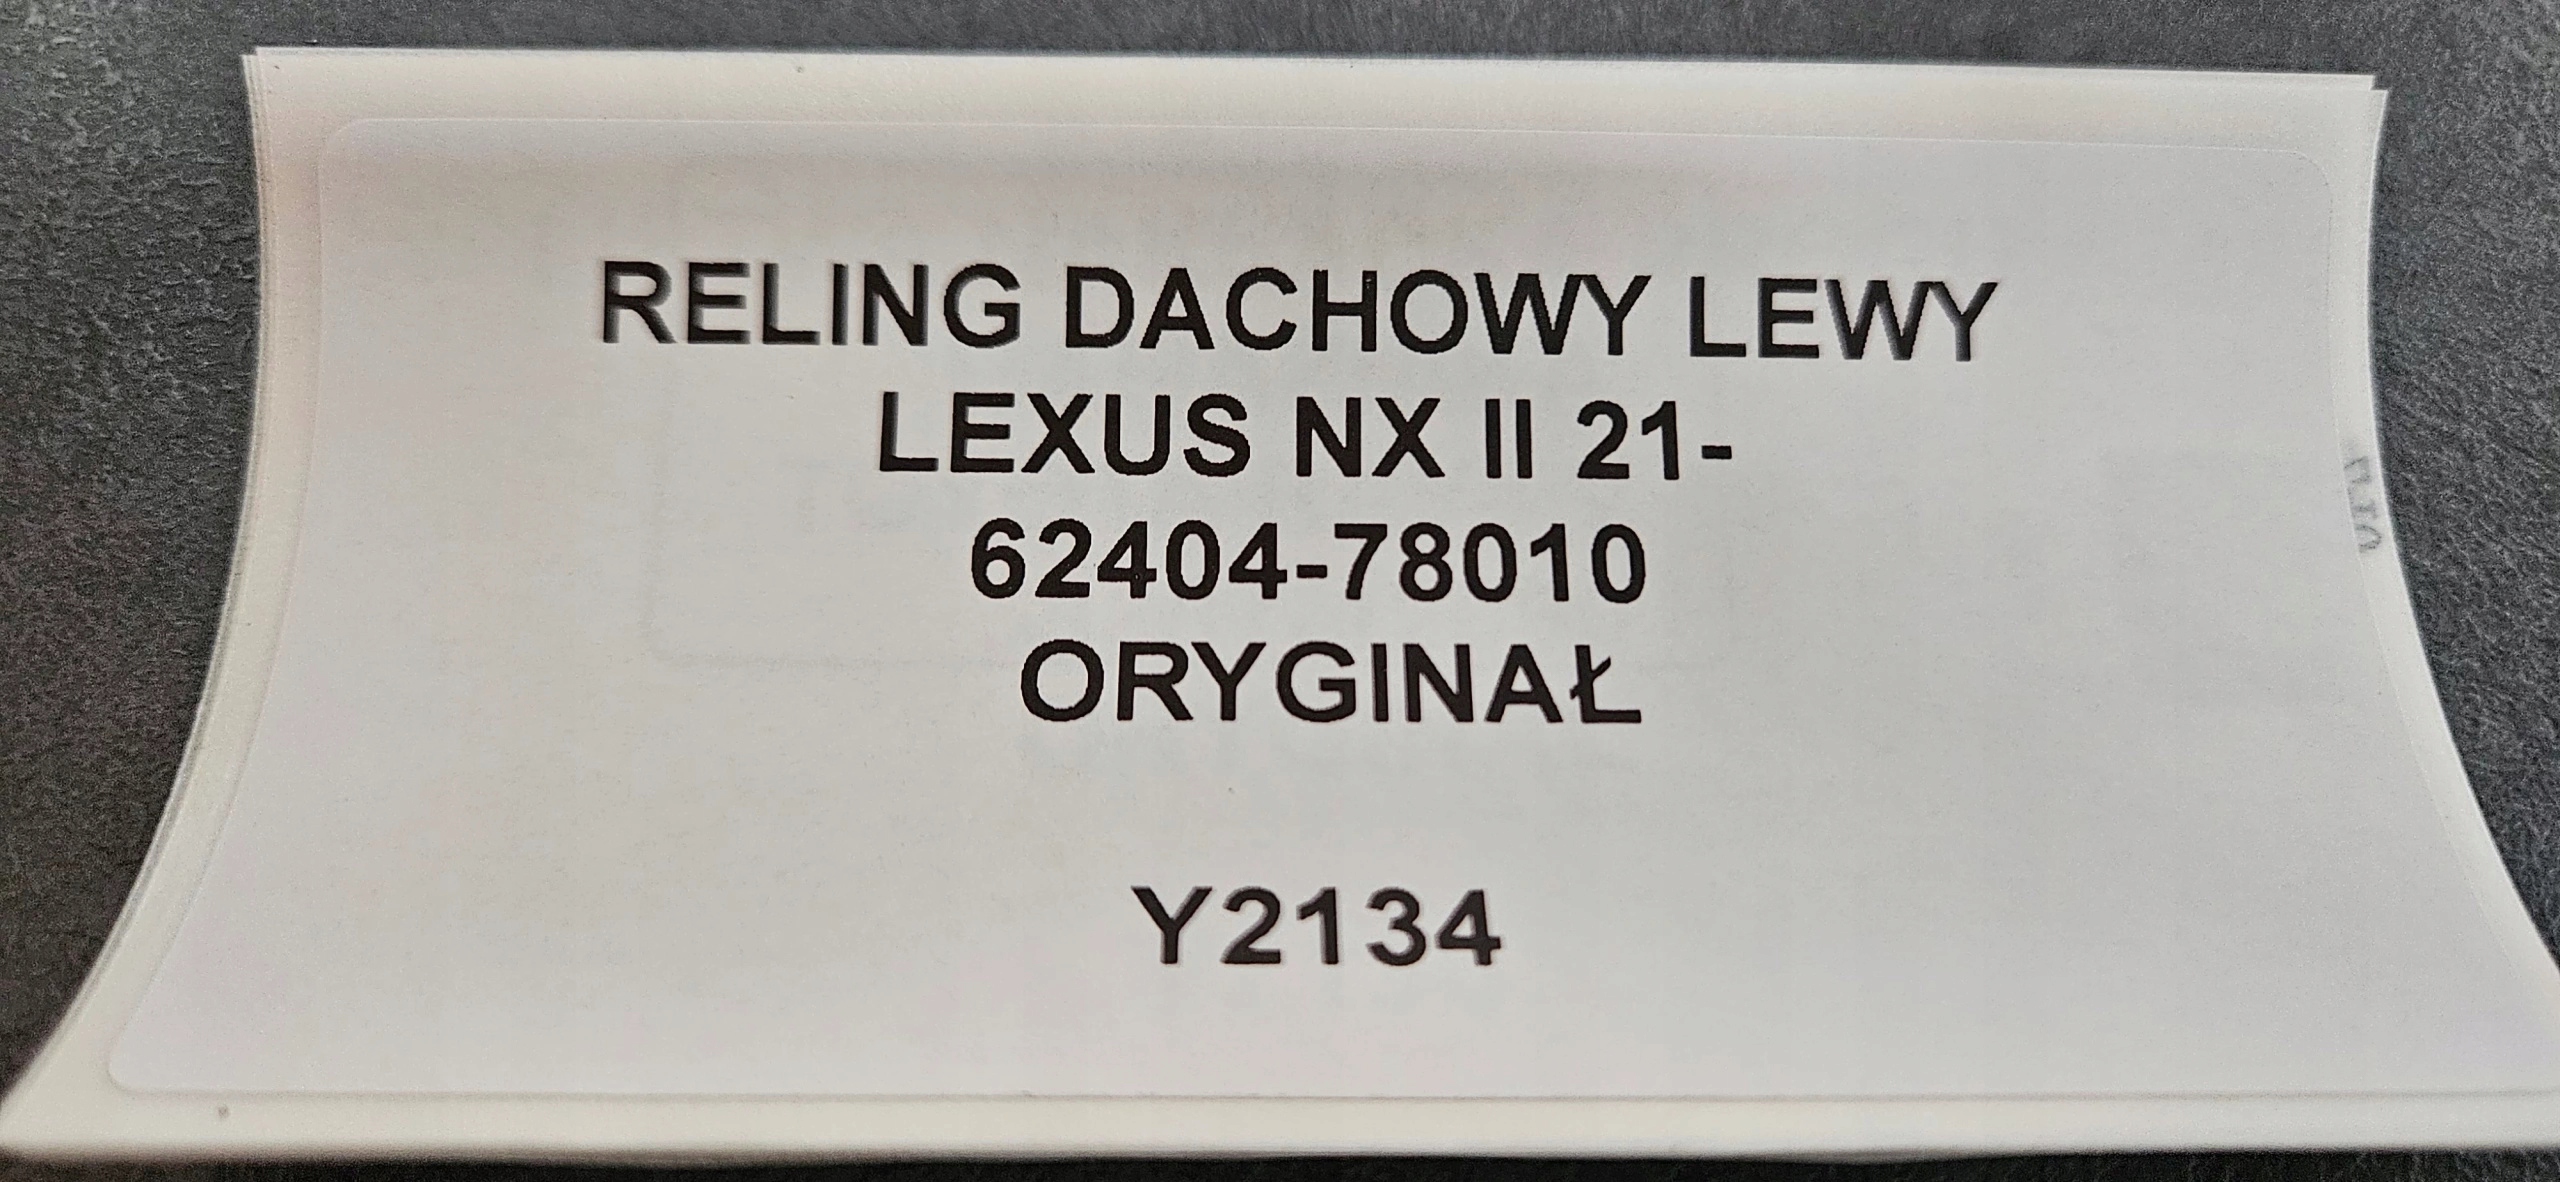 RELING DACHOWY LEWY
LEXUS NX II 21-
62404-78010
ORYGINAŁ
Y2134